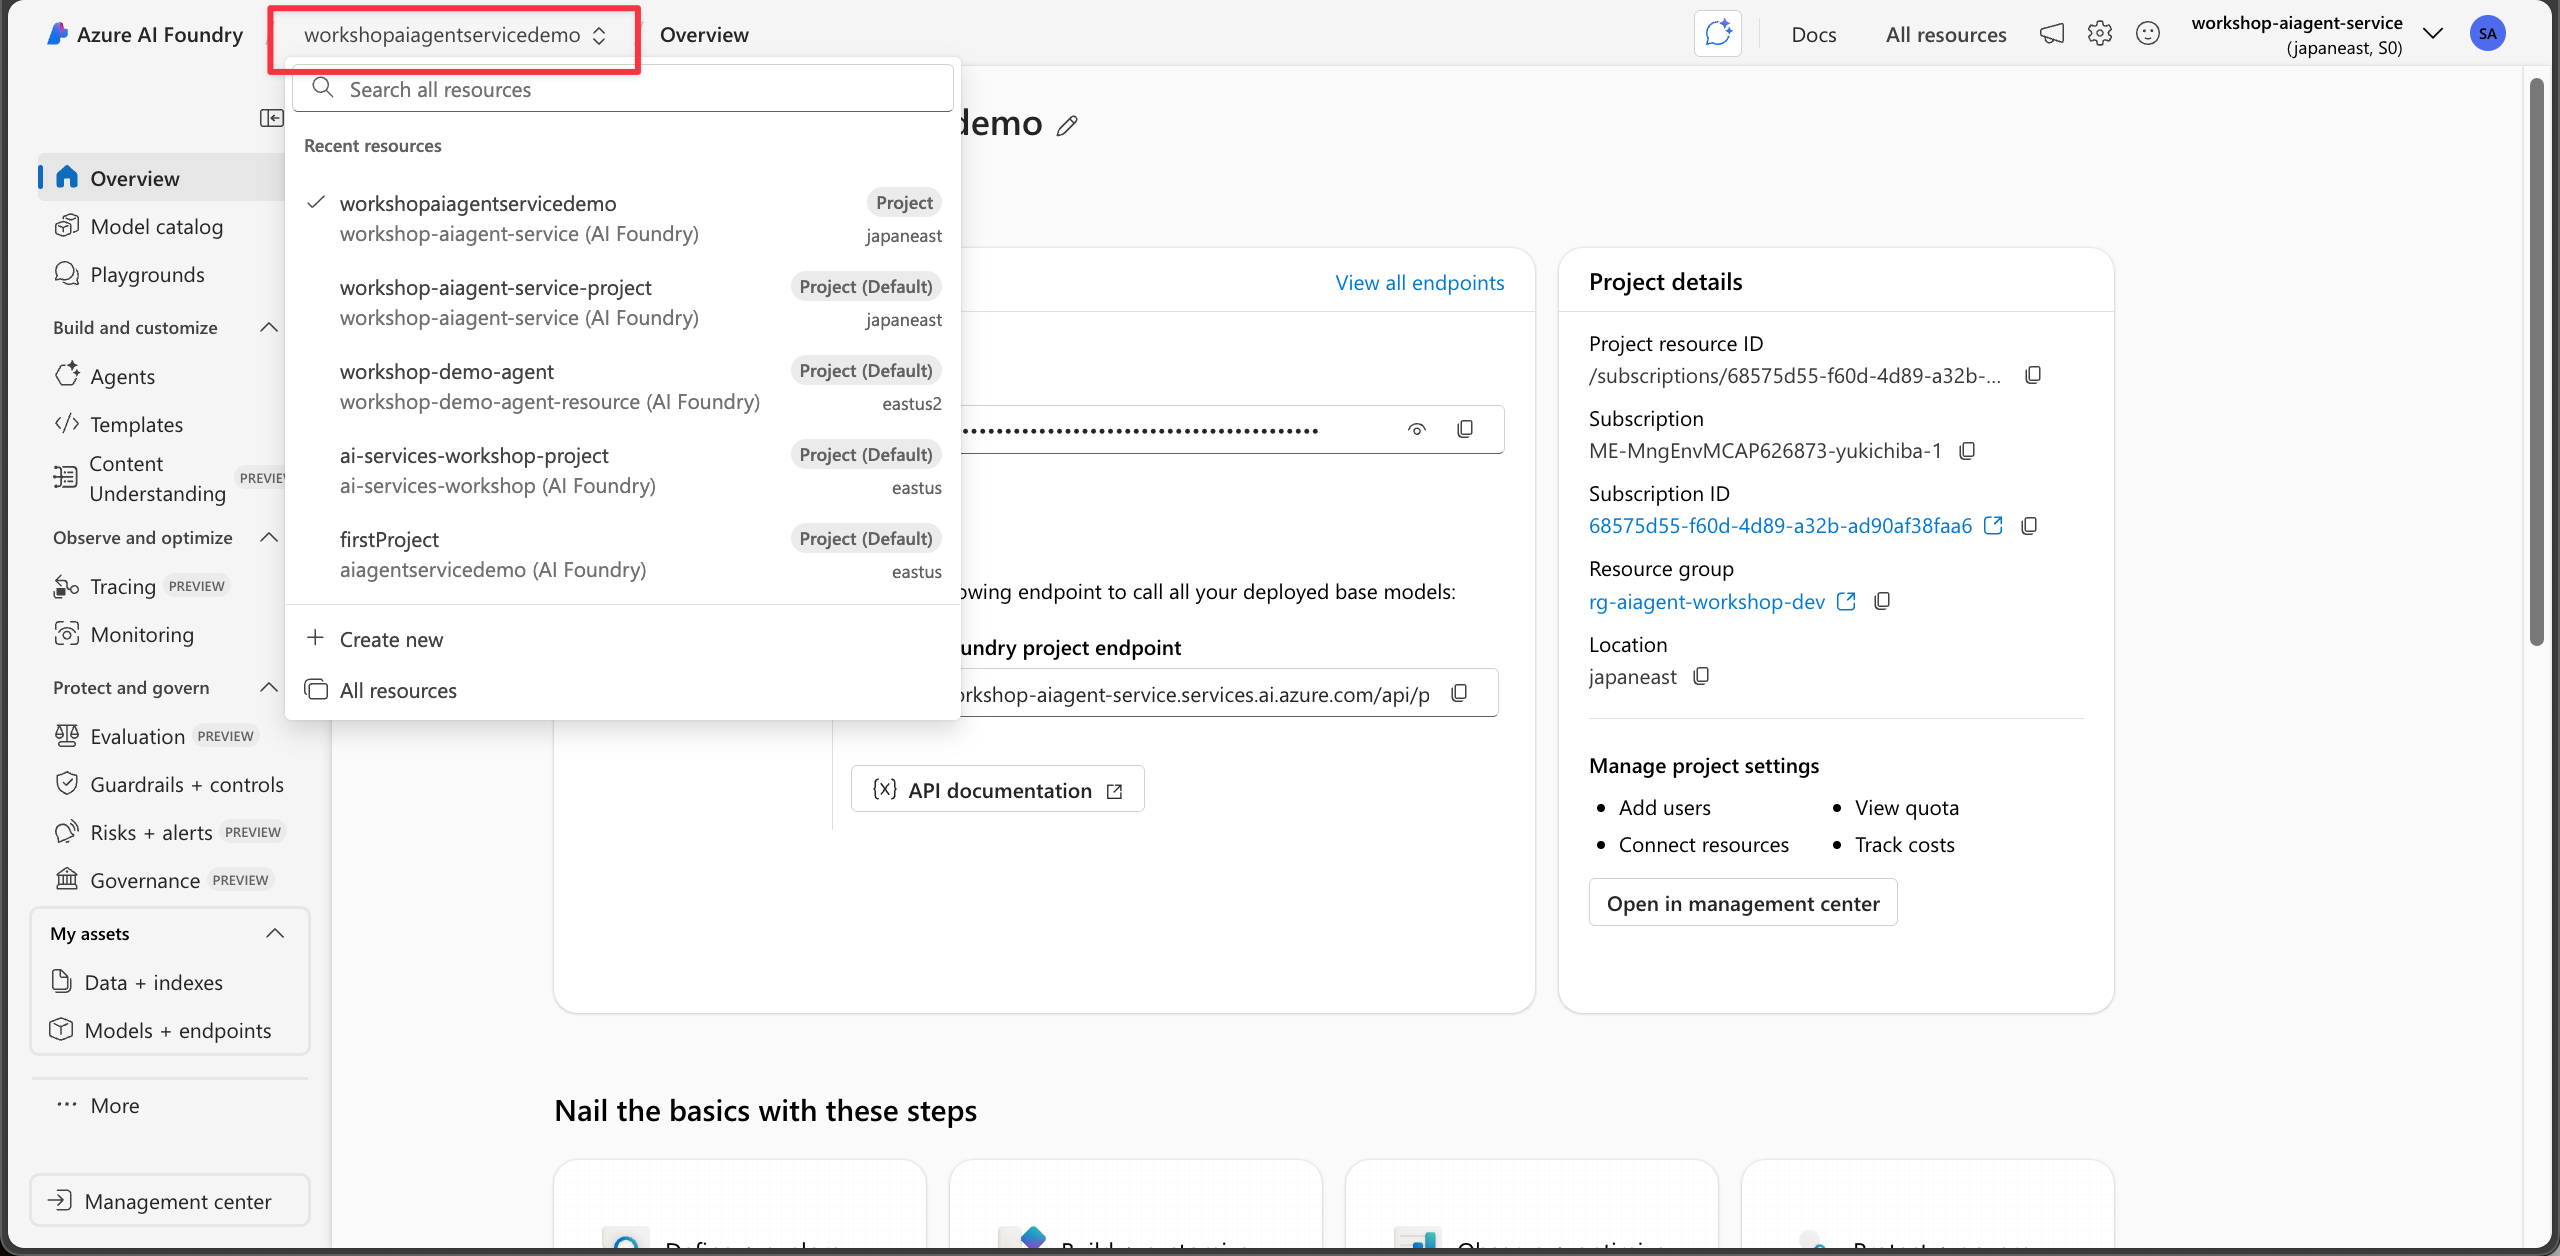 Azure AI Foundry
workshopaiagentservicedemo
Overview
Docs
All resources
workshop-aiagent-service
(japaneast, S0)
SA
Search all resources
Recent resources
workshopaiagentservicedemo
Project
workshop-aiagent-service (AI Foundry)
japaneast
workshop-aiagent-service-project
Project (Default)
workshop-aiagent-service (AI Foundry)
japaneast
workshop-demo-agent
Project (Default)
workshop-demo-agent-resource (AI Foundry)
eastus2
ai-services-workshop-project
Project (Default)
ai-services-workshop (AI Foundry)
eastus
firstProject
Project (Default)
aiagentservicedemo (AI Foundry)
eastus
Create new
All resources
Overview
Model catalog
Playgrounds
Build and customize
Agents
Templates
Content
Understanding
Observe and optimize
Tracing PREVIEW
Monitoring
Protect and govern
Evaluation PREVIEW
Guardrails + controls
Risks + alerts PREVIEW
Governance PREVIEW
My assets
Data + indexes
Models + endpoints
More
Management center
demo
View all endpoints
owing endpoint to call all your deployed base models:
undry project endpoint
orkshop-aiagent-service.services.ai.azure.com/api/p
API documentation
Project details
Project resource ID
/subscriptions/68575d55-f60d-4d89-a32b-...
Subscription
ME-MngEnvMCAP626873-yukichiba-1
Subscription ID
68575d55-f60d-4d89-a32b-ad90af38faa6
Resource group
rg-aiagent-workshop-dev
Location
japaneast
Manage project settings
Add users
View quota
Connect resources
Track costs
Open in management center
Nail the basics with these steps